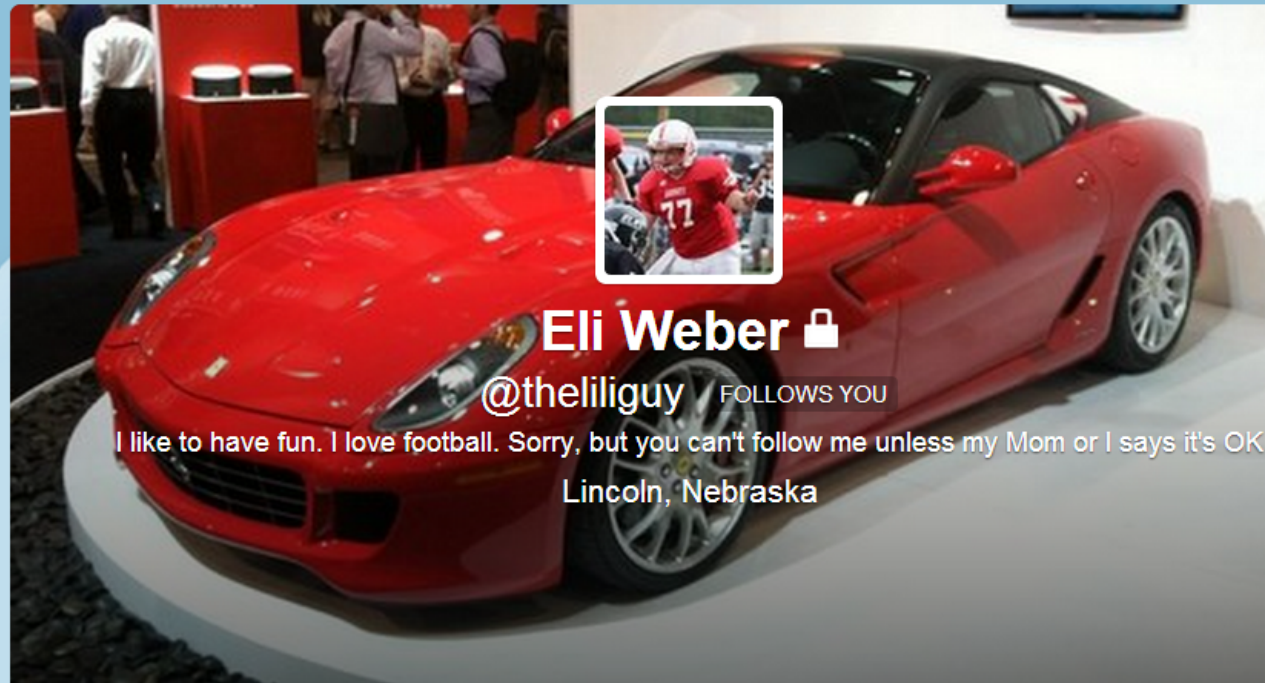 77
Eli Weber
@theliliguy FOLLOWS YOU
I like to have fun. I love football. Sorry, but you can't follow me unless my Mom or I says it's OK
Lincoln, Nebraska